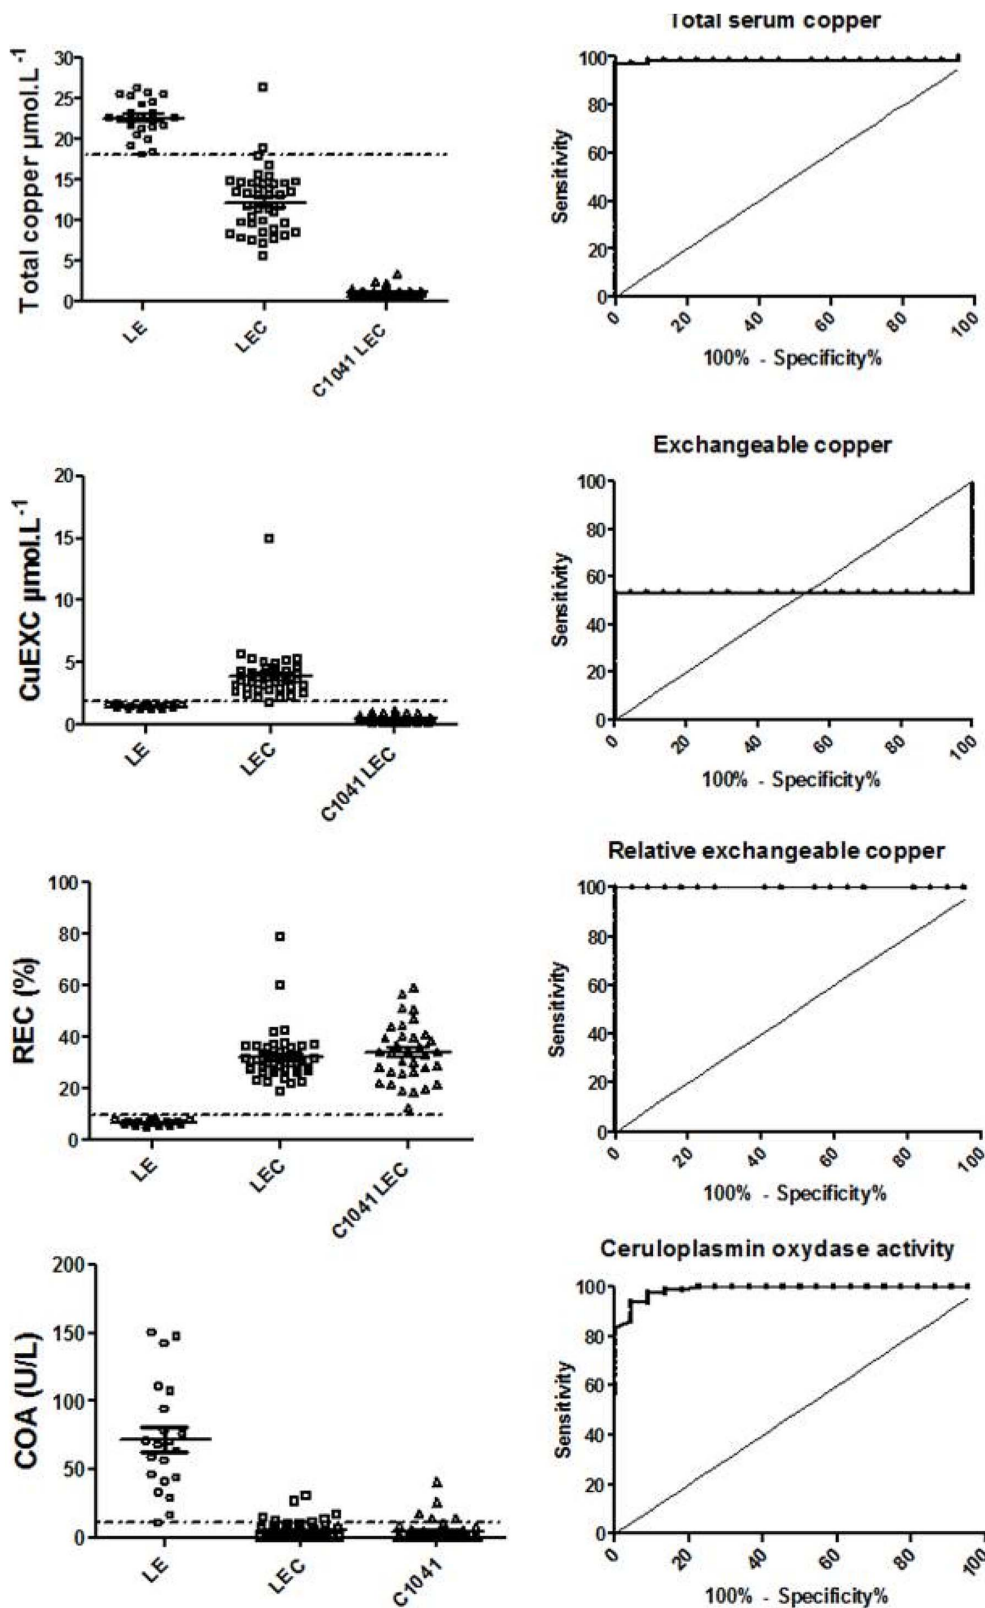 Total serum copper
Total copper µmol.L⁻¹
30
25
20
15
10
5
0
LE
LEC
C1041 LEC
Sensitivity
100
80
60
40
20
0
0
20
40
60
80
100
100% - Specificity%
Exchangeable copper
CuEXC µmol.L⁻¹
20
15
10
5
0
LE
LEC
C1041 LEC
Sensitivity
100
80
60
40
20
0
0
20
40
60
80
100
100% - Specificity%
Relative exchangeable copper
REC (%)
100
80
60
40
20
0
LE
LEC
C1041 LEC
Sensitivity
100
80
60
40
20
0
0
20
40
60
80
100
100% - Specificity%
Ceruloplasmin oxydase activity
COA (U/L)
200
150
100
50
0
LE
LEC
C1041
Sensitivity
100
80
60
40
20
0
0
20
40
60
80
100
100% - Specificity%